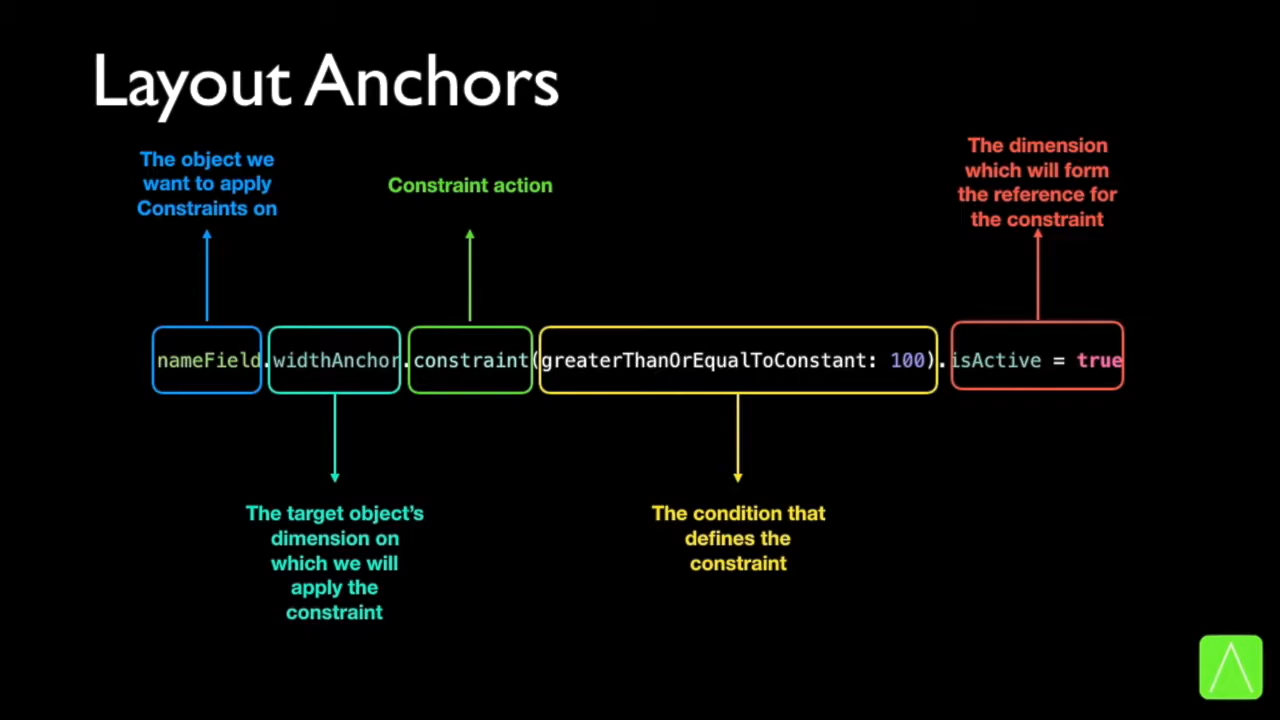 Layout Anchors
The object we
want to apply
Constraints on
Constraint action
The dimension
which will form
the reference for
the constraint
nameField.widthAnchor.constraint(greaterThanOrEqualToConstant: 100).isActive = true
The target object’s
dimension on
which we will
apply the
constraint
The condition that
defines the
constraint